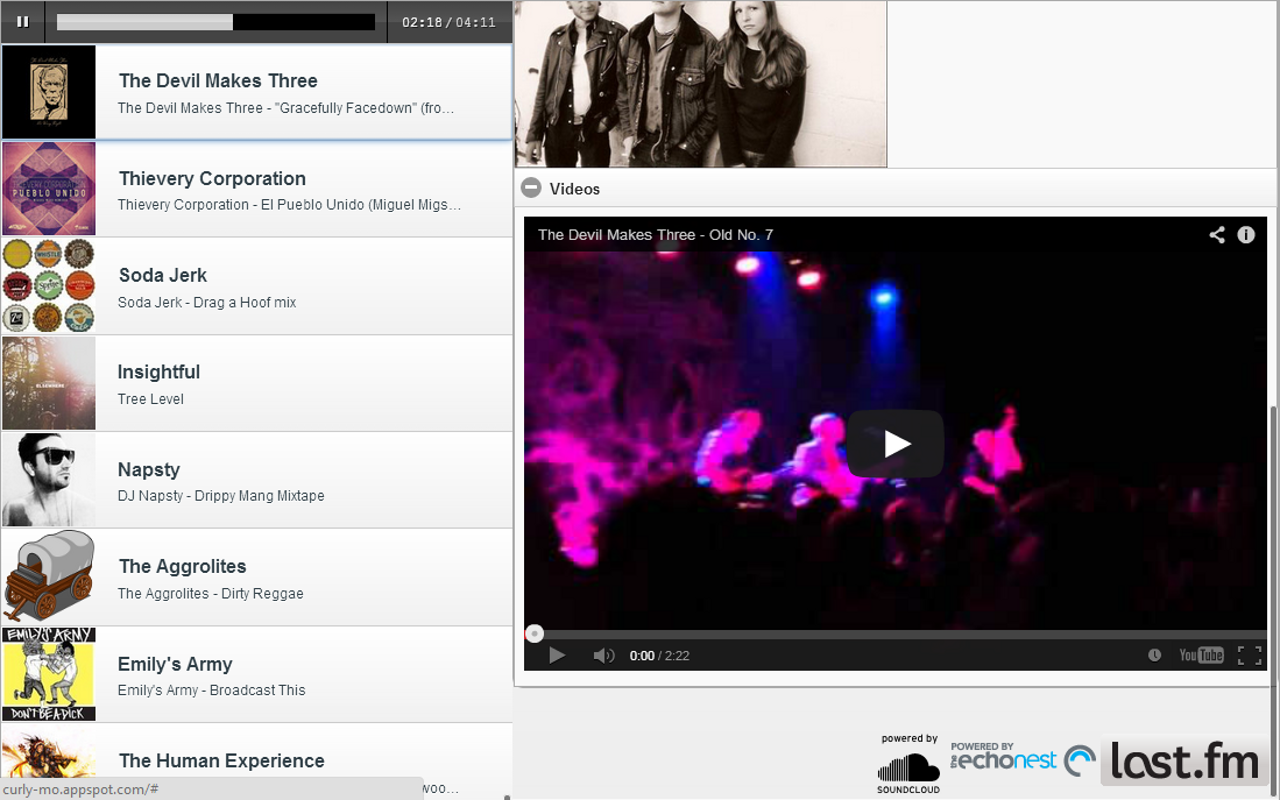 02:18 / 04:11
The Devil Makes Three
The Devil Makes Three - "Gracefully Facedown" (fro…
Thievery Corporation
Thievery Corporation - El Pueblo Unido (Miguel Migs…
PUEBLO UNIDO
Soda Jerk
Soda Jerk - Drag a Hoof mix
Insightful
Tree Level
ELSEWHERE
Napsty
DJ Napsty - Drippy Mang Mixtape
The Aggrolites
The Aggrolites - Dirty Reggae
EMILY'S ARMY
DON'T BE A DICK
Emily's Army
Emily's Army - Broadcast This
The Human Experience
woo…
curly-mo.appspot.com/#
Videos
The Devil Makes Three - Old No. 7
0:00 / 2:22
YouTube
powered by
SOUNDCLOUD
POWERED BY
the echonest
last.fm